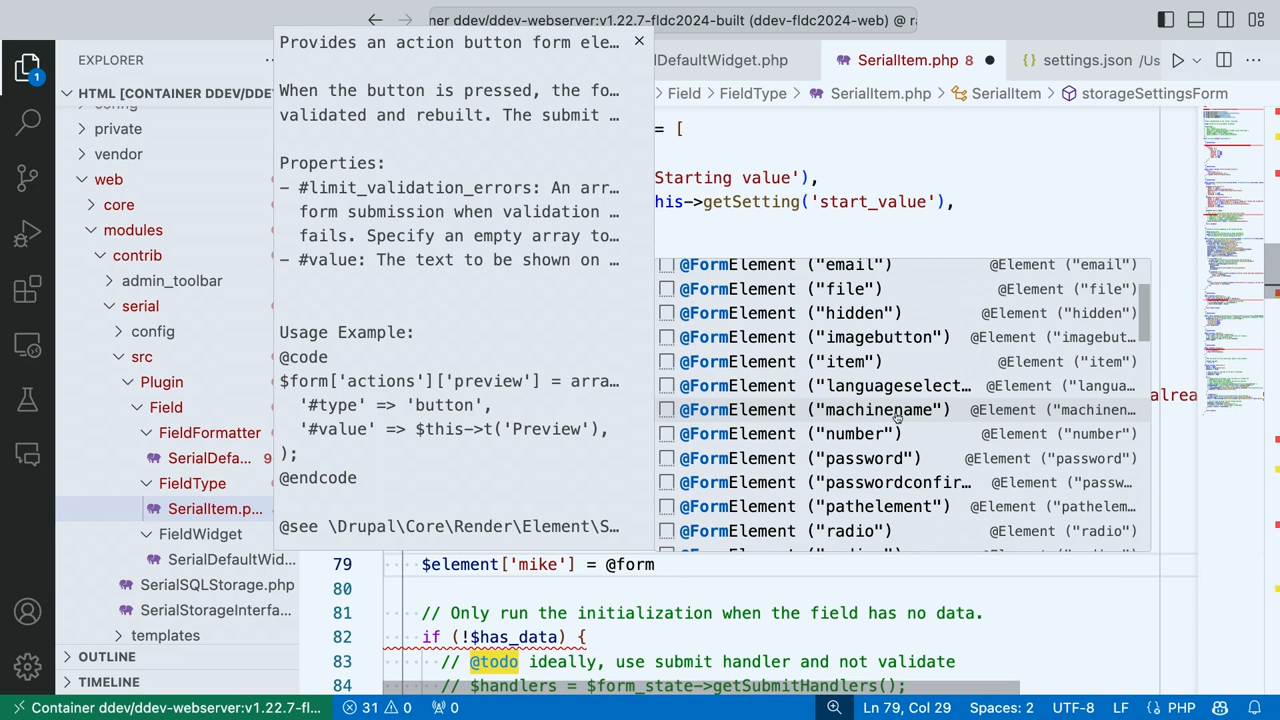 ner ddev/ddev-webserver:v1.22.7-fldc2024-built (ddev-fldc2024-web) @
EXPLORER
HTML [CONTAINER DDEV/DDE
private
vendor
web
core
modules
contrib
admin_toolbar
serial
config
src
Plugin
Field
FieldFormatter
SerialDefa... 9
FieldType
SerialItem.p...
FieldWidget
SerialDefaultWid...
SerialSQLStorage.php
SerialStorageInterfa...
templates
OUTLINE
TIMELINE
1
Provides an action button form ele…
When the button is pressed, the fo…
validated and rebuilt. The submit …
Properties:
- #limit_validation_errors: An arr…
form submission when validation …
fails. Specify an empty array to…
- #value: The text to be shown on …
Usage Example:
@code
$form['actions']['preview'] = arra…
'#type' => 'button',
'#value' => $this->t('Preview'),
);
@endcode
@see \Drupal\Core\Render\Element\S…
lDefaultWidget.php
SerialItem.php 8
settings.json /Us
Field > FieldType > SerialItem.php > SerialItem > storageSettingsForm
= [
Starting value'),
his->getSetting('start_value'),
@FormElement ("email") @Element ("email")
@FormElement ("file") @Element ("file")
@FormElement ("hidden") @Element ("hidden")
@FormElement ("imagebutton") @Element ("imagebut…
@FormElement ("item") @Element ("item")
@FormElement ("languageselect… @Element ("langua…
@FormElement ("machinename") @Element ("machine…
@FormElement ("number") @Element ("number")
@FormElement ("password") @Element ("password")
@FormElement ("passwordconfir… @Element ("passw…
@FormElement ("pathelement") @Element ("pathelem…
@FormElement ("radio") @Element ("radio")
alrea
79 $element['mike'] = @form
80
81 // Only run the initialization when the field has no data.
82 if (!$has_data) {
83 // @todo ideally, use submit handler and not validate
84 // $handlers = $form_state->getSubmitHandlers();
Container ddev/ddev-webserver:v1.22.7-fl... 31 0 0 Ln 79, Col 29 Spaces: 2 UTF-8 LF PHP